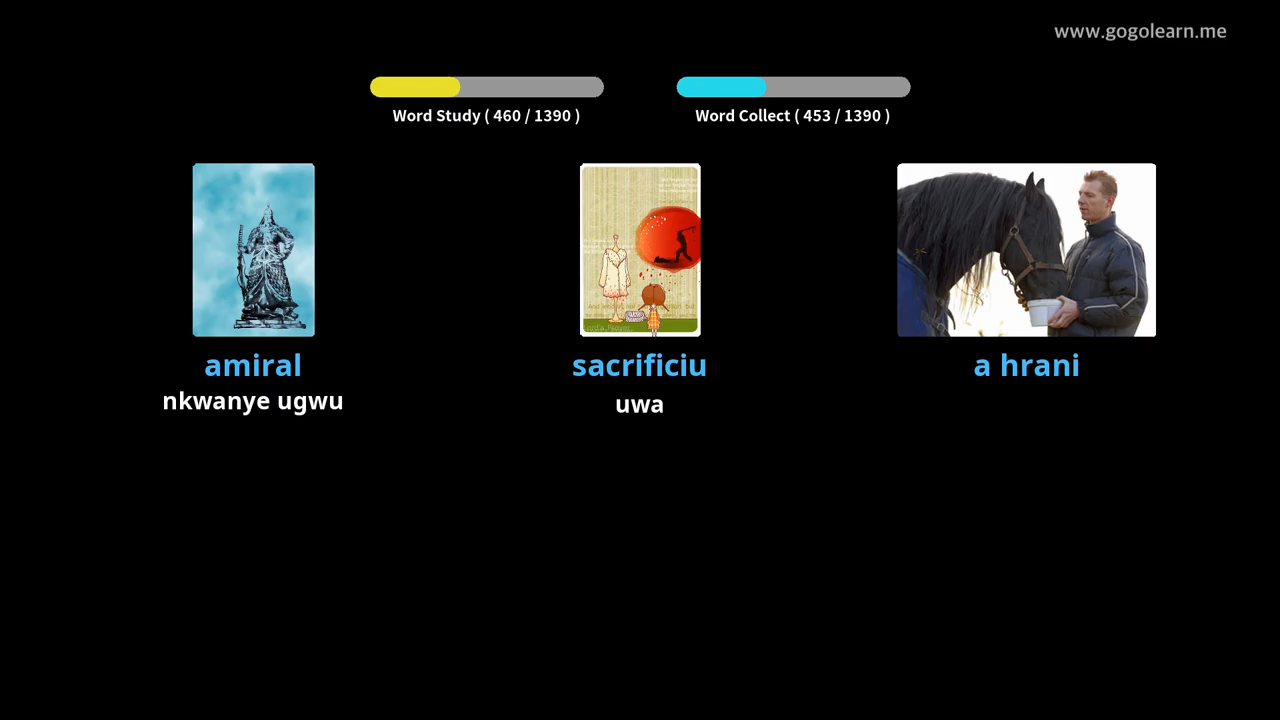 www.gogolearn.me
Word Study ( 460 / 1390 )
Word Collect ( 453 / 1390 )
amiral
nkwanye ugwu
sacrificiu
uwa
a hrani